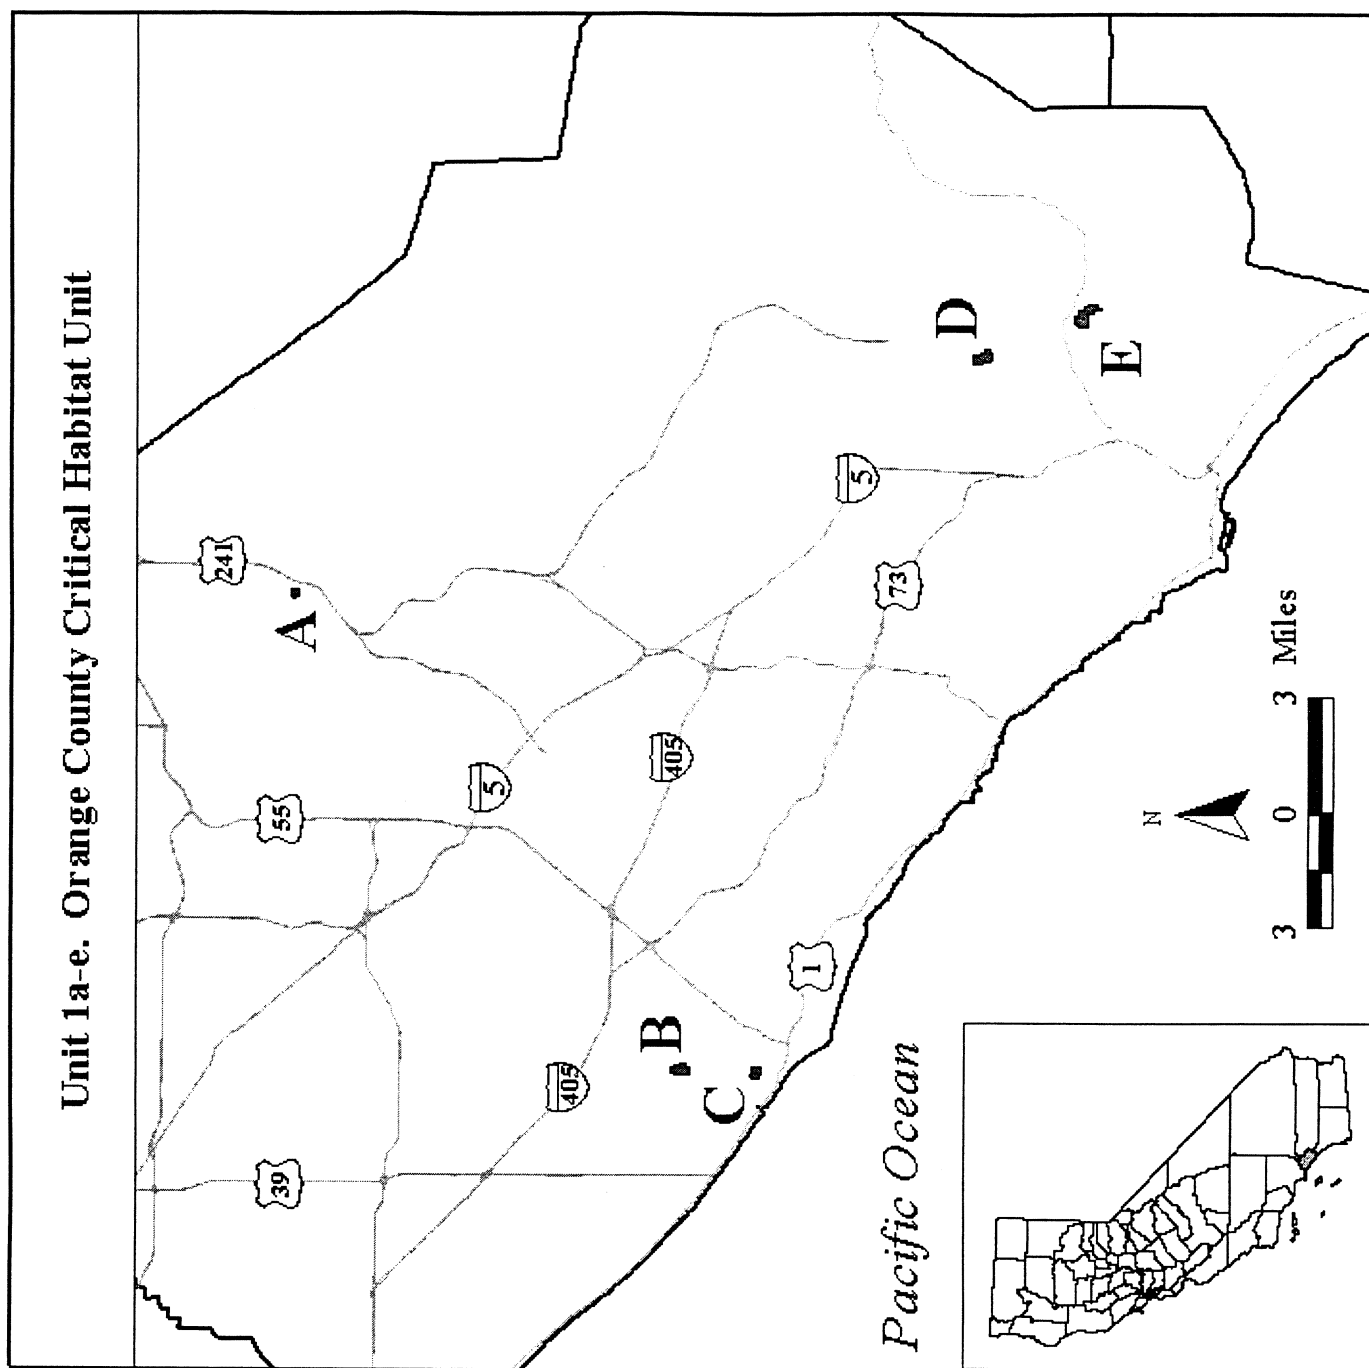 Unit 1a-e. Orange County Critical Habitat Unit
241
A
55
5
39
405
405
5
73
1
B
C
D
E
Pacific Ocean
N
3 0 3 Miles